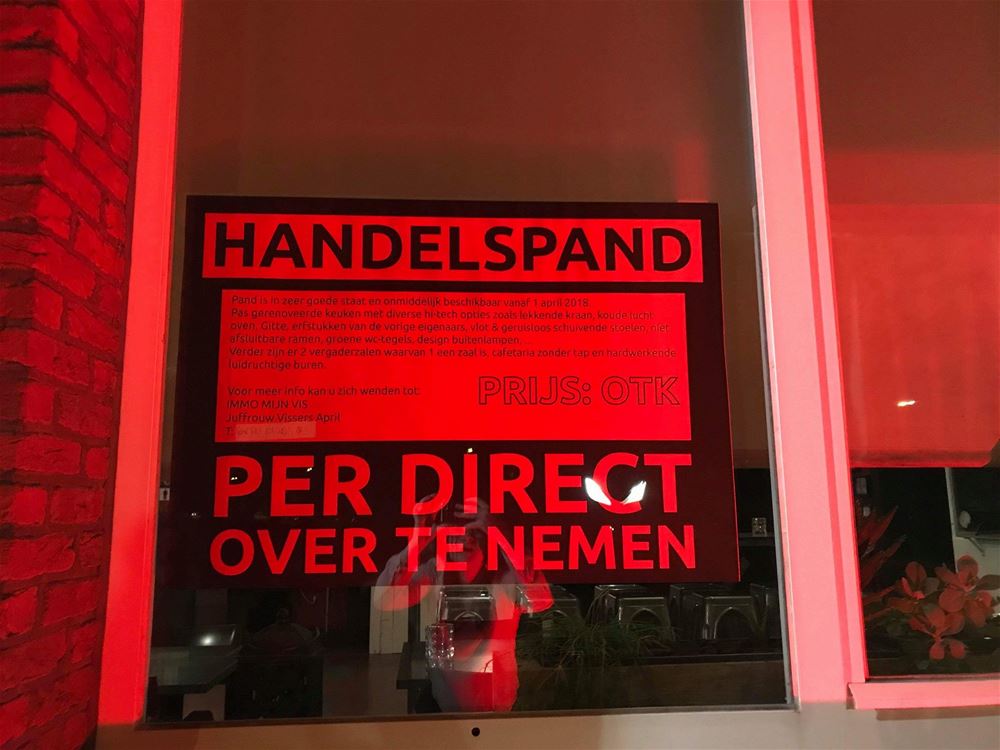 HANDELSPAND
Pand is in zeer goede staat en onmiddelijk beschikbaar vanaf 1 april 2018.
Pas gerenoveerde keuken met diverse hi-tech opties zoals lekkende kraan, koude lucht
oven. Gitte, erfstukken van de vorige eigenaars, vlot & geruisloos schuivende stoelen, niet
afsluitbare ramen, groene wc-tegels, design buitenlampen, ...
Verder zijn er 2 vergaderzalen waarvan 1 een zaal is, cafetaria zonder tap en hardwerkende
luidruchtige buren.
Voor meer info kan u zich wenden tot:
IMMO MIJN VIS
Juffrouw Vissers April
T:
PRIJS: OTK
PER DIRECT
OVER TE NEMEN